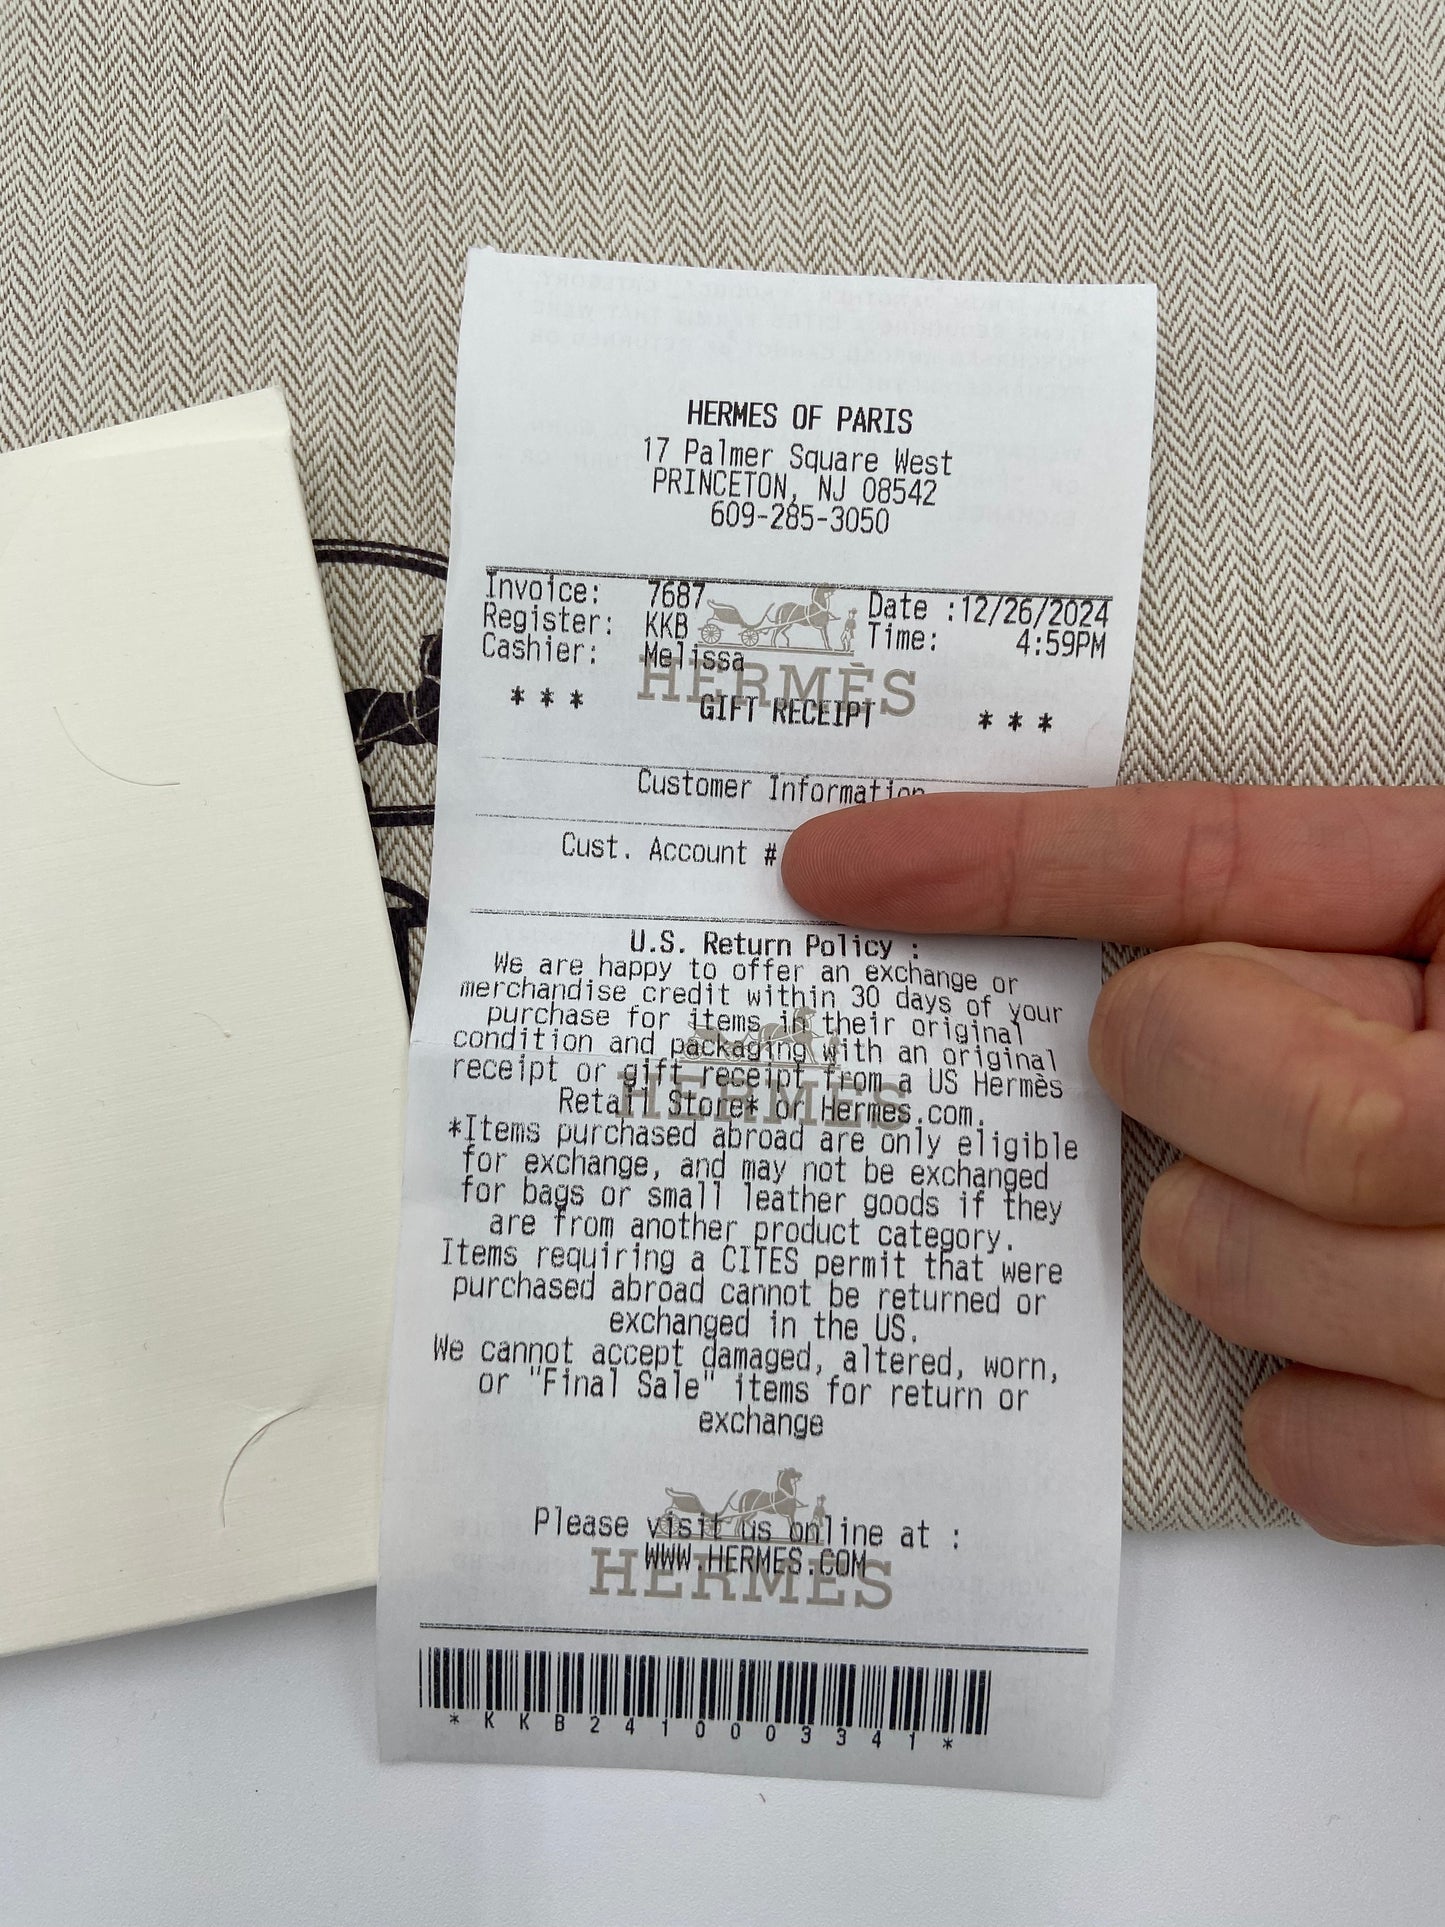 HERMES OF PARIS
17 Palmer Square West
PRINCETON, NJ 08542
609-285-3050
Invoice: 7687 Date :12/26/2024
Register: KKB Time: 4:59PM
Cashier: Melissa
HERMÈS
*** GIFT RECEIPT ***
Customer Information
Cust. Account #
U.S. Return Policy :
We are happy to offer an exchange or
merchandise credit within 30 days of your
purchase for items in their original
condition and packaging with an original
receipt or gift receipt from a US Hermès
Retail Store* or Hermes.com.
HERMÈS
*Items purchased abroad are only eligible
for exchange, and may not be exchanged
for bags or small leather goods if they
are from another product category.
Items requiring a CITES permit that were
purchased abroad cannot be returned or
exchanged in the US.
We cannot accept damaged, altered, worn,
or "Final Sale" items for return or
exchange
Please visit us online at :
WWW.HERMES.COM
HERMÈS
*KKB2410003341*